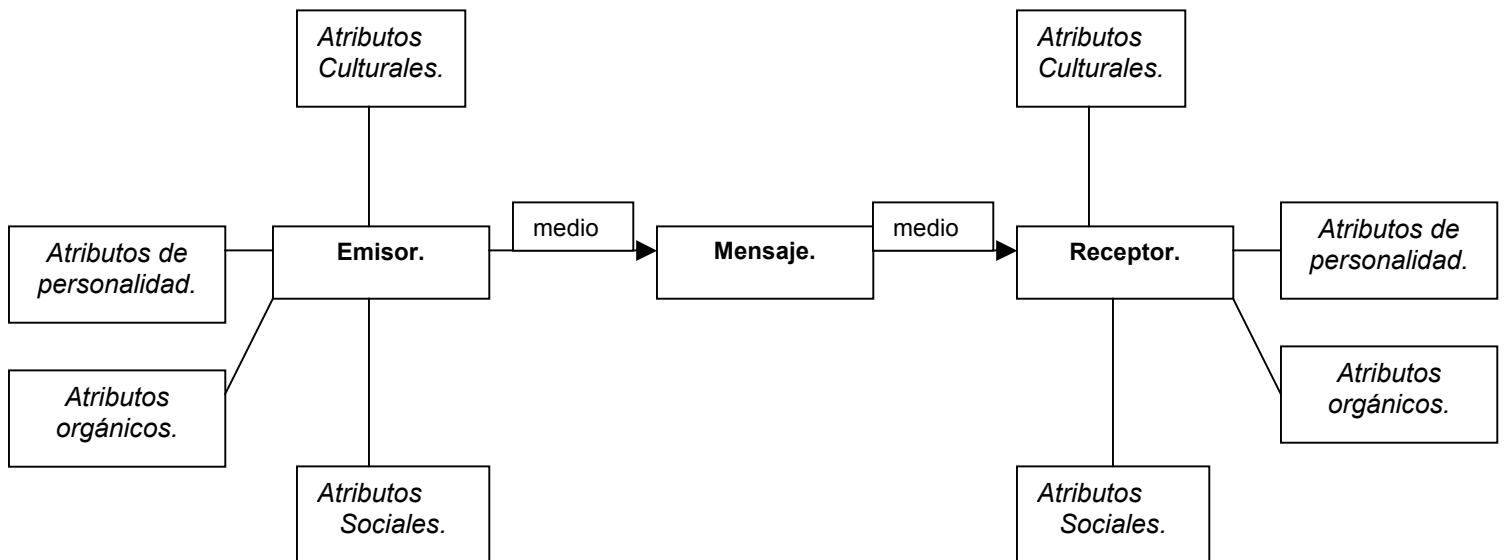 Atributos
Culturales.
Atributos
Culturales.
medio
medio
Atributos de
personalidad.
Emisor.
Mensaje.
Receptor.
Atributos de
personalidad.
Atributos
orgánicos.
Atributos
orgánicos.
Atributos
Sociales.
Atributos
Sociales.